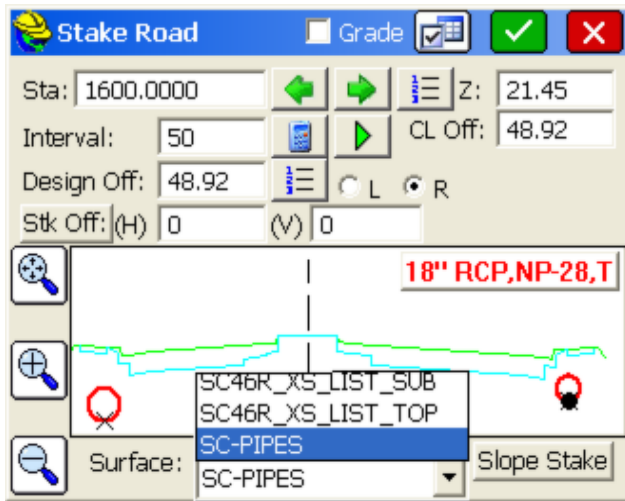 Stake Road Grade
Sta: 1600.0000 Z: 21.45
Interval: 50 CL Off: 48.92
Design Off: 48.92 L R
Stk Off: (H) 0 (V) 0
18" RCP,NP-28,T
SC46R_XS_LIST_SUB
SC46R_XS_LIST_TOP
SC-PIPES
Surface: SC-PIPES Slope Stake